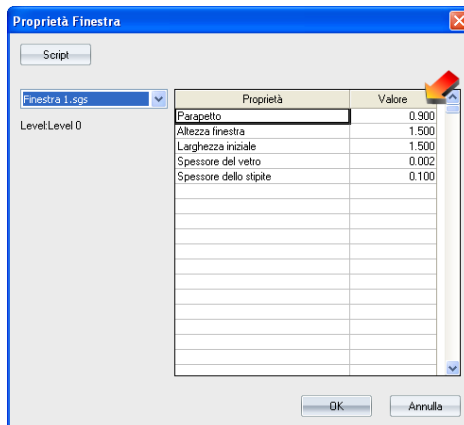 Proprietà Finestra
Script
Finestra 1.sgs
Level:Level 0
Proprietà Valore
Parapetto 0.900
Altezza finestra 1.500
Larghezza iniziale 1.500
Spessore del vetro 0.002
Spessore dello stipite 0.100
OK Annulla